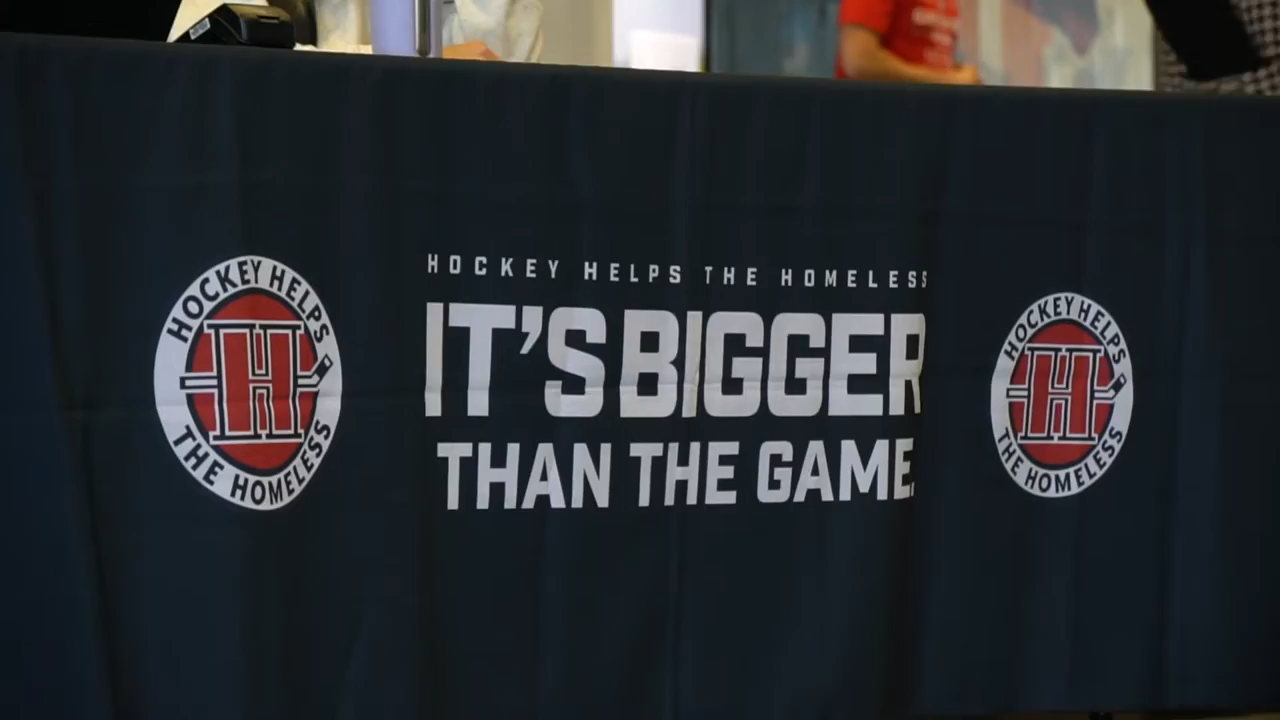 HOCKEY HELPS
THE HOMELESS
H
HOCKEY HELPS THE HOMELESS
IT'S BIGGER
THAN THE GAME.
HOCKEY HELPS
THE HOMELESS
H